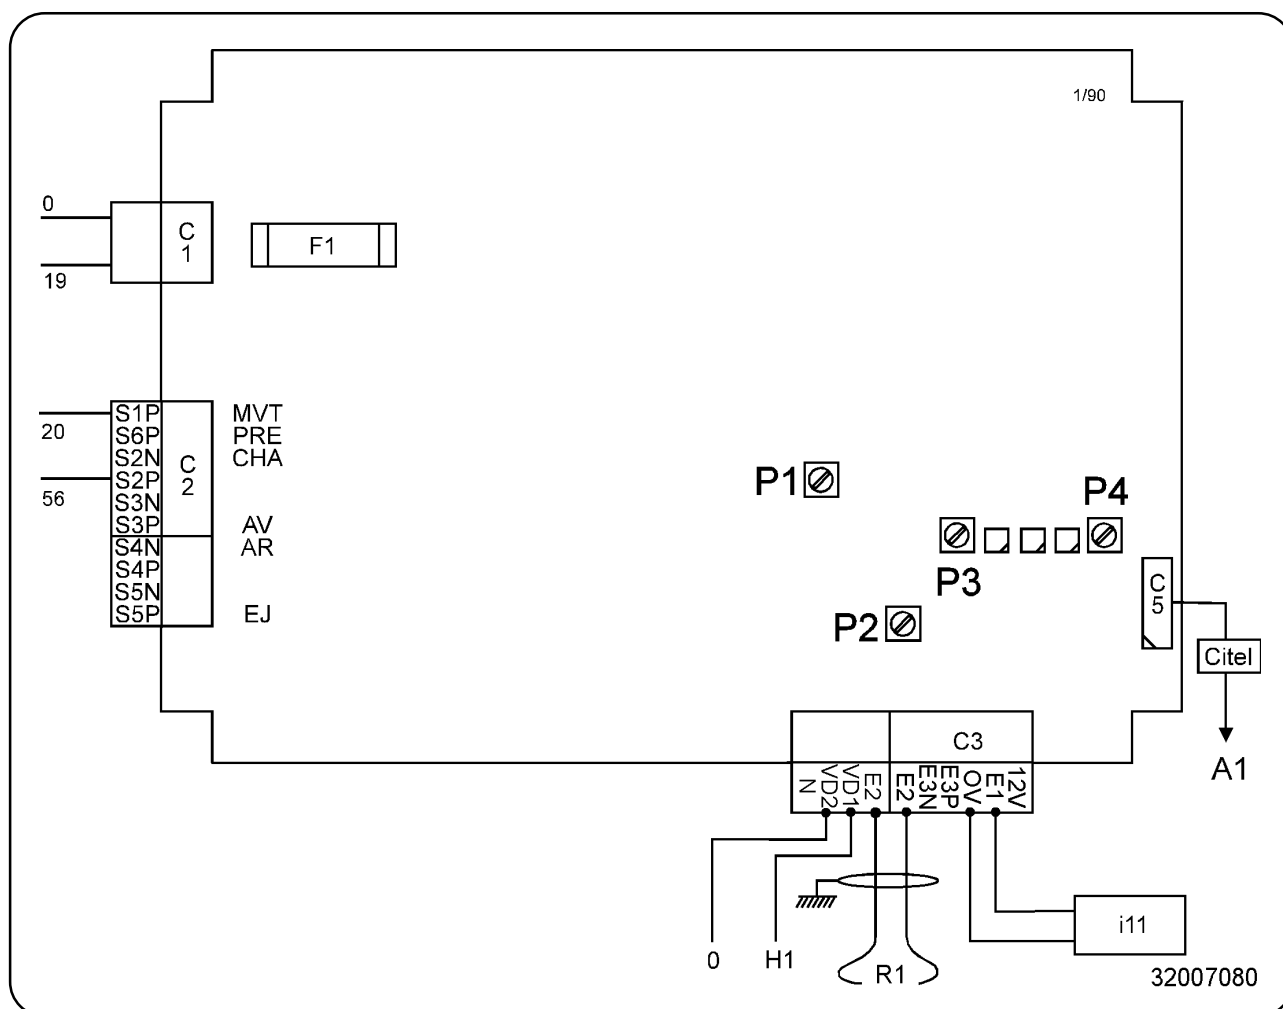 1/90
0
C
1
F1
19
S1P MVT
20
S6P PRE
S2N CHA
C
2
S2P
56
S3N
S3P AV
S4N AR
S4P
S5N
S5P EJ
P1
P4
P3
P2
C
5
Citel
A1
C3
N
VD2
VD1
E2
E2
E3N
E3P
OV
E1
12V
0
H1
R1
i11
32007080